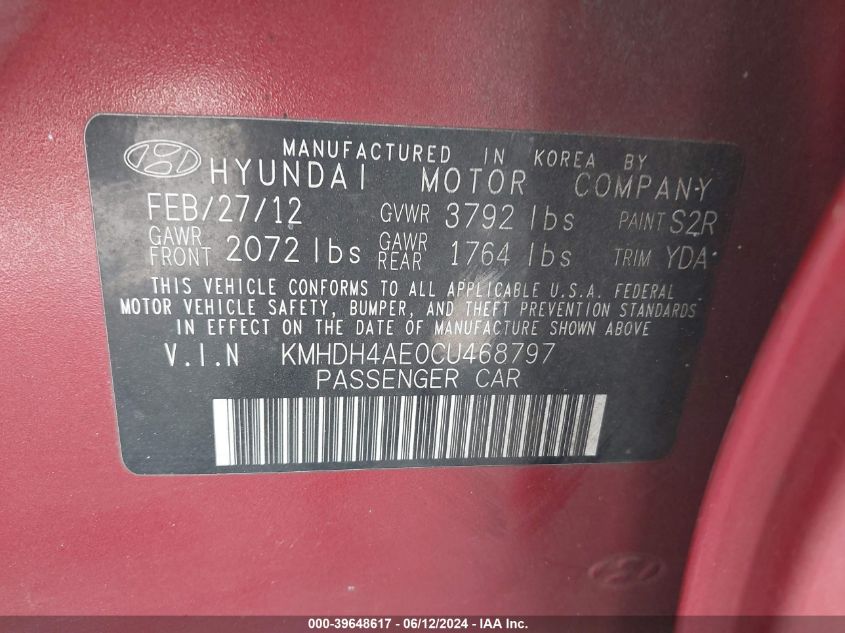 MANUFACTURED IN KOREA BY
HYUNDAI MOTOR COMPANY
FEB/27/12 GVWR 3792 lbs PAINT S2R
GAWR FRONT 2072 lbs GAWR REAR 1764 lbs TRIM YDA
THIS VEHICLE CONFORMS TO ALL APPLICABLE U.S.A. FEDERAL
MOTOR VEHICLE SAFETY, BUMPER, AND THEFT PREVENTION STANDARDS
IN EFFECT ON THE DATE OF MANUFACTURE SHOWN ABOVE
V.I.N KMHDH4AE0CU468797
PASSENGER CAR
000-39648617 - 06/12/2024 - IAA Inc.